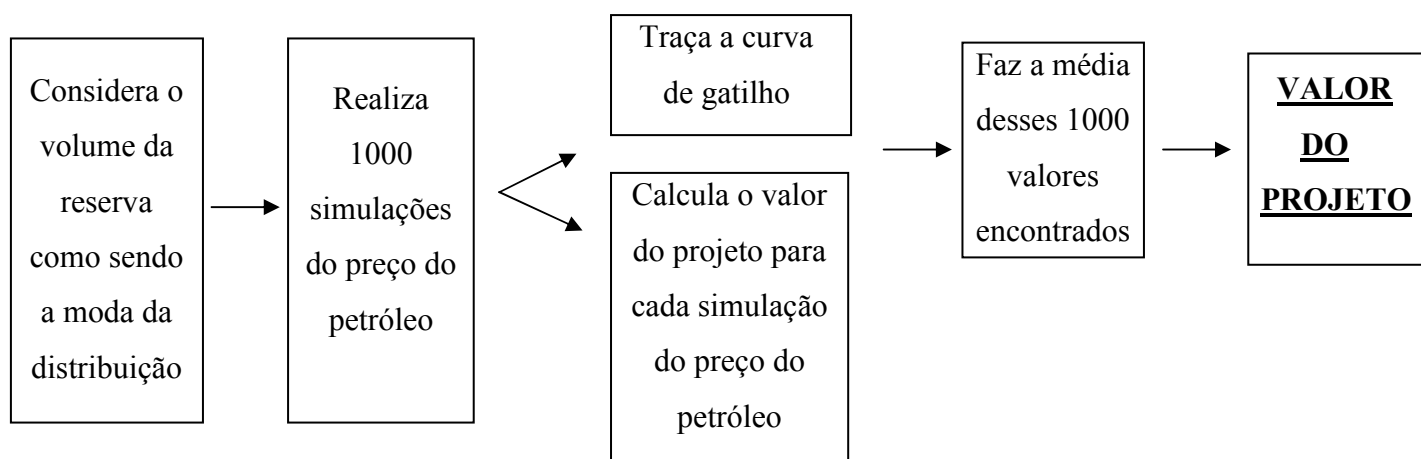 Considera o
volume da
reserva
como sendo
a moda da
distribuição
Realiza
1000
simulações
do preço do
petróleo
Traça a curva
de gatilho
Calcula o valor
do projeto para
cada simulação
do preço do
petróleo
Faz a média
desses 1000
valores
encontrados
VALOR
DO
PROJETO